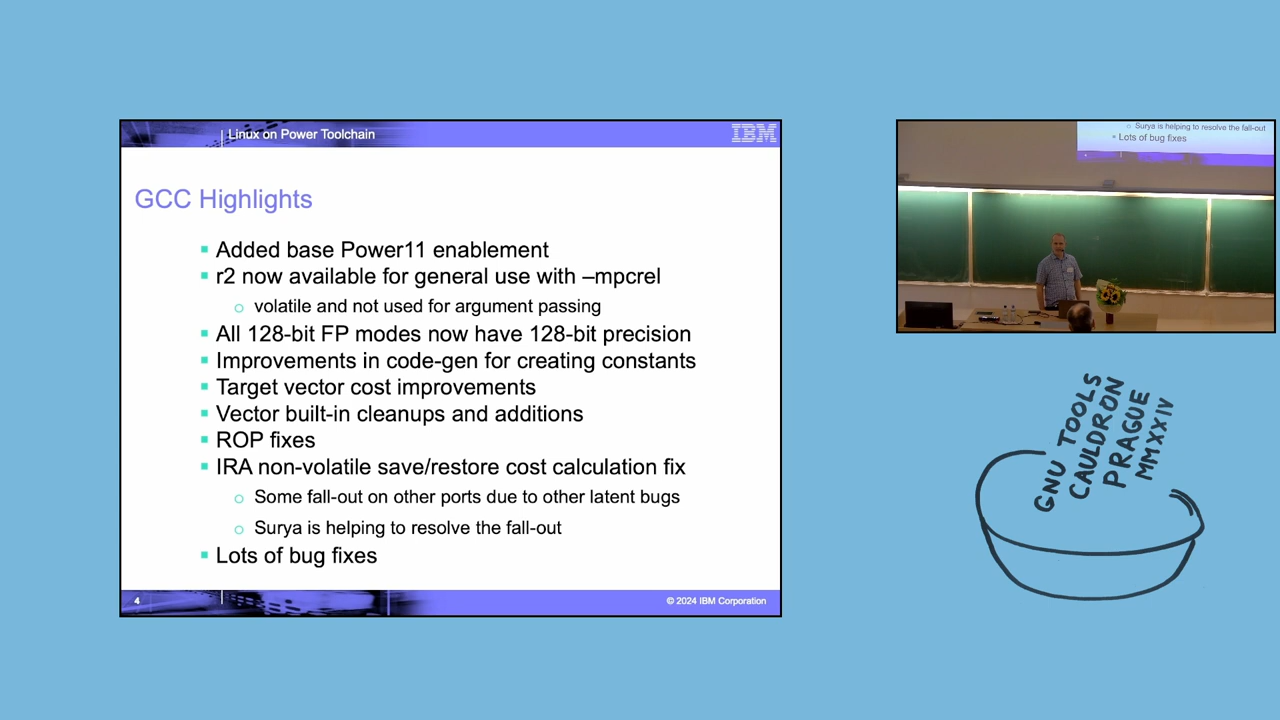 Linux on Power Toolchain
IBM
GCC Highlights
Added base Power11 enablement
r2 now available for general use with –mpcrel
volatile and not used for argument passing
All 128-bit FP modes now have 128-bit precision
Improvements in code-gen for creating constants
Target vector cost improvements
Vector built-in cleanups and additions
ROP fixes
IRA non-volatile save/restore cost calculation fix
Some fall-out on other ports due to other latent bugs
Surya is helping to resolve the fall-out
Lots of bug fixes
4
© 2024 IBM Corporation
Surya is helping to resolve the fall-out
Lots of bug fixes
GNU TOOLS
CAULDRON
PRAGUE
MMXXIV